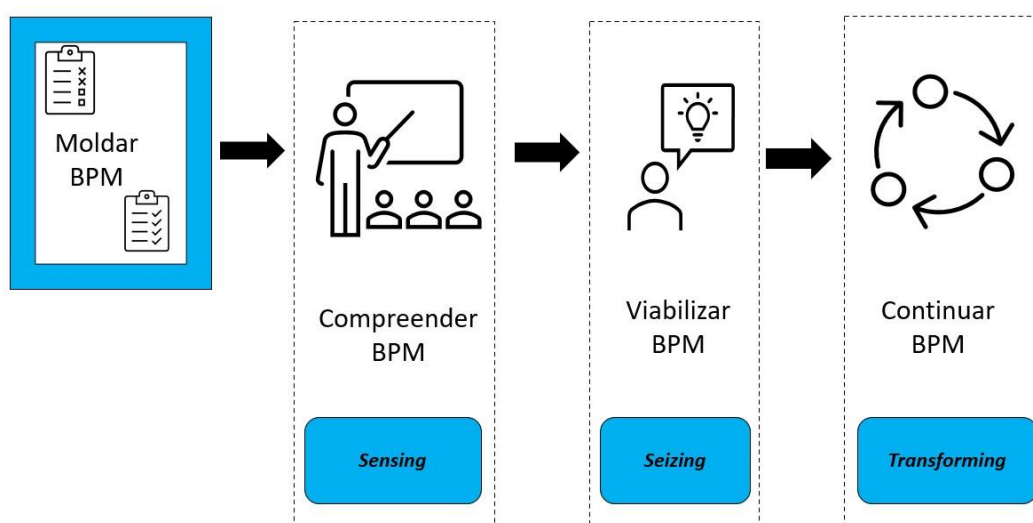 Moldar
BPM
Compreender
BPM
Sensing
Viabilizar
BPM
Seizing
Continuar
BPM
Transforming